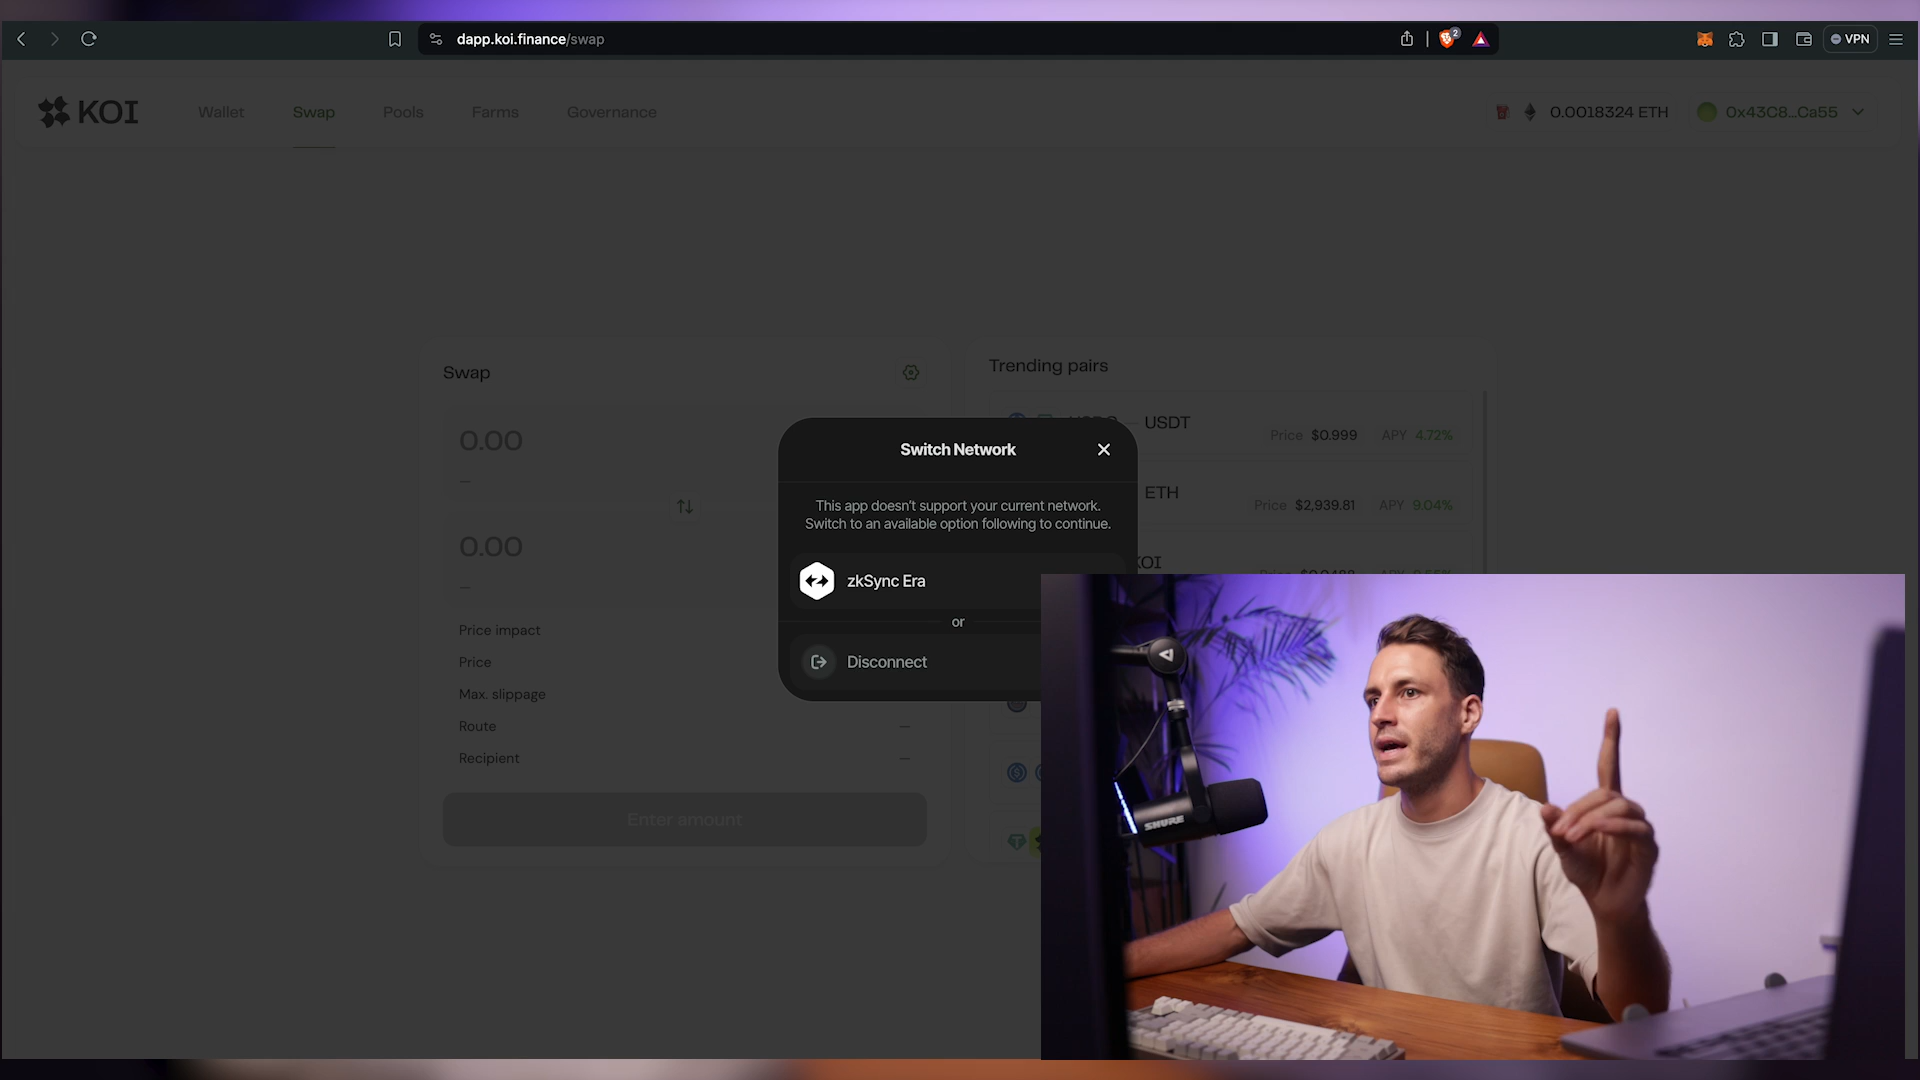 dapp.koi.finance/swap
2
VPN
KOI
Wallet
Swap
Pools
Farms
Governance
0.0018324 ETH
0x43C8...Ca55
Swap
0.00
—
0.00
—
Price impact
Price
Max. slippage
Route —
Recipient —
Enter amount
Trending pairs
USDT
Price $0.999 APY 4.72%
ETH
Price $2,939.81 APY 9.04%
KOI
Switch Network
This app doesn't support your current network.
Switch to an available option following to continue.
zkSync Era
or
Disconnect
SHURE